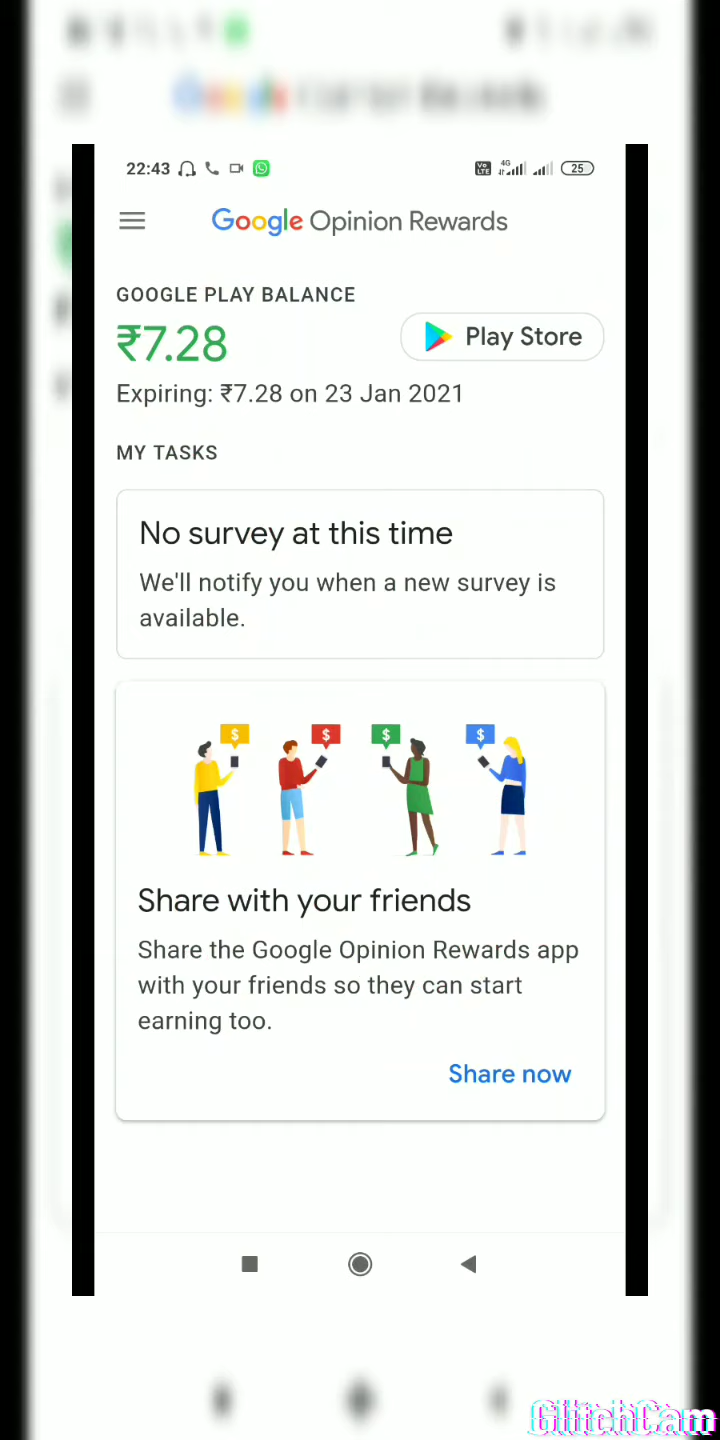 22:43
Vo LTE 4G 25
Google Opinion Rewards
GOOGLE PLAY BALANCE
₹7.28
Play Store
Expiring: ₹7.28 on 23 Jan 2021
MY TASKS
No survey at this time
We'll notify you when a new survey is
available.
$ $ $ $
Share with your friends
Share the Google Opinion Rewards app
with your friends so they can start
earning too.
Share now
GlitchCam